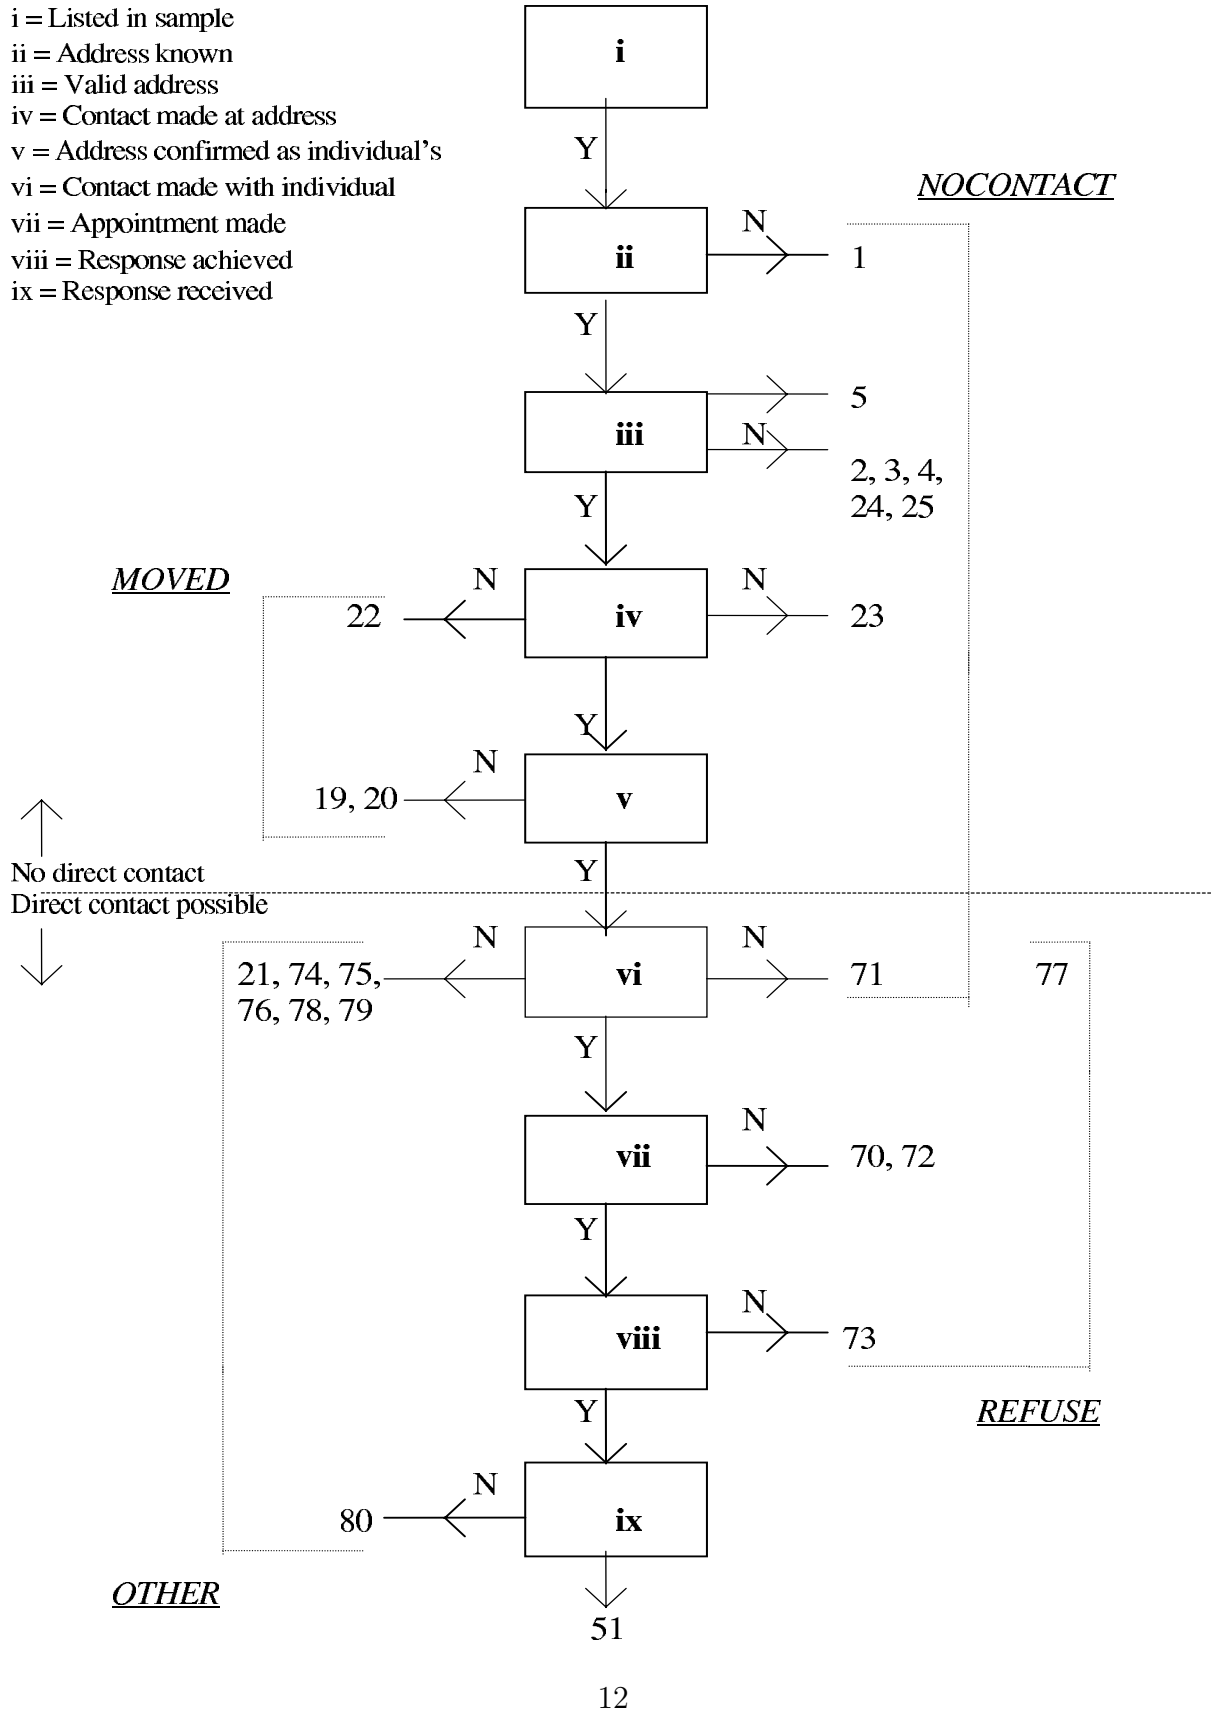 i = Listed in sample
ii = Address known
iii = Valid address
iv = Contact made at address
v = Address confirmed as individual's
vi = Contact made with individual
vii = Appointment made
viii = Response achieved
ix = Response received
i
Y
NOCONTACT
N
ii
1
Y
5
iii
N
2, 3, 4,
24, 25
Y
MOVED
N
N
22
iv
23
Y
N
19, 20
v
Y
No direct contact
Direct contact possible
N
N
21, 74, 75,
76, 78, 79
vi
71
77
Y
N
vii
70, 72
Y
N
viii
73
REFUSE
Y
N
80
ix
OTHER
51
12